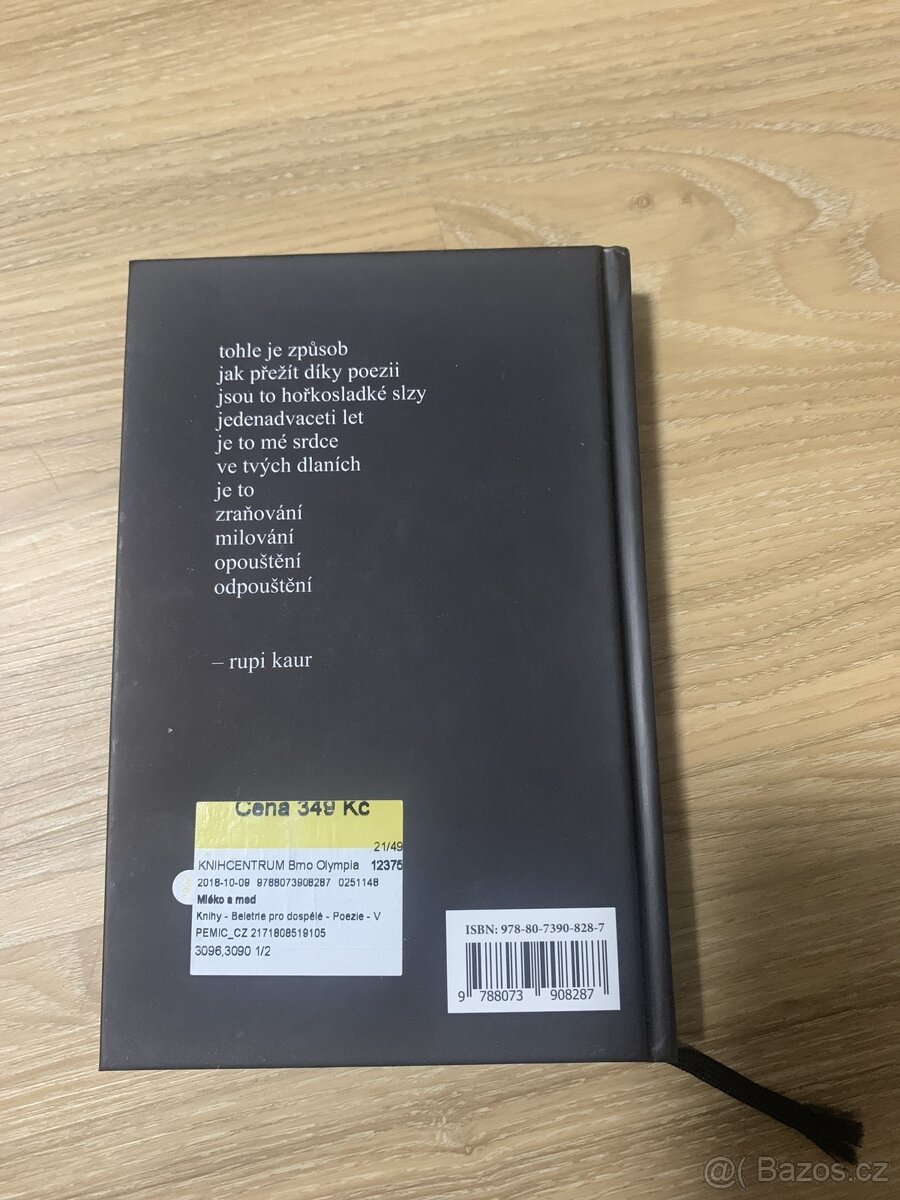 tohle je způsob
jak přežít díky poezii
jsou to hořkosladké slzy
jedenadvaceti let
je to mé srdce
ve tvých dlaních
je to
zraňování
milování
opouštění
odpouštění
– rupi kaur
Cena 349 Kč
21/49
KNIHCENTRUM Brno Olympia 12375
2018-10-09 9788073908287 0251148
Mléko a med
Knihy - Beletrie pro dospělé - Poezie - V
PEMIC_CZ 2171808519105
3096,3090 1/2
ISBN: 978-80-7390-828-7
9 788073 908287
@( Bazos.cz